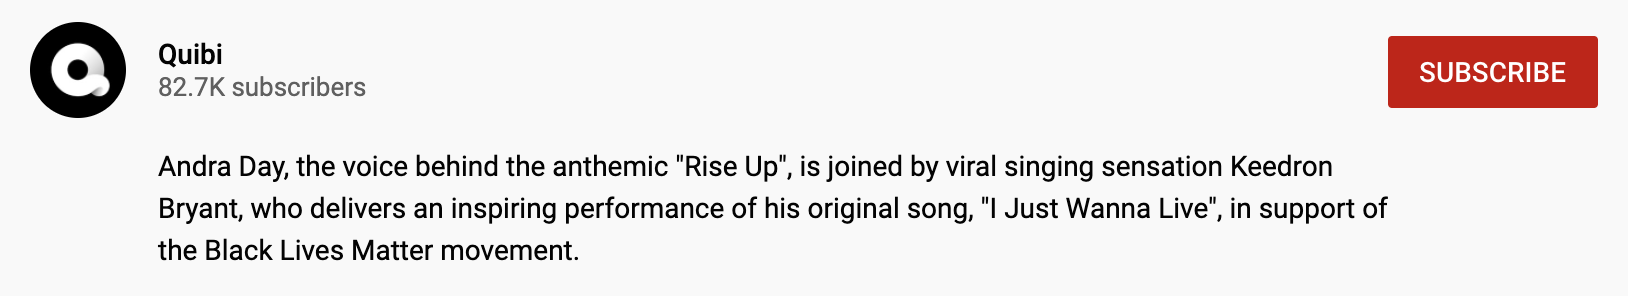 Quibi
82.7K subscribers
SUBSCRIBE
Andra Day, the voice behind the anthemic "Rise Up", is joined by viral singing sensation Keedron
Bryant, who delivers an inspiring performance of his original song, "I Just Wanna Live", in support of
the Black Lives Matter movement.